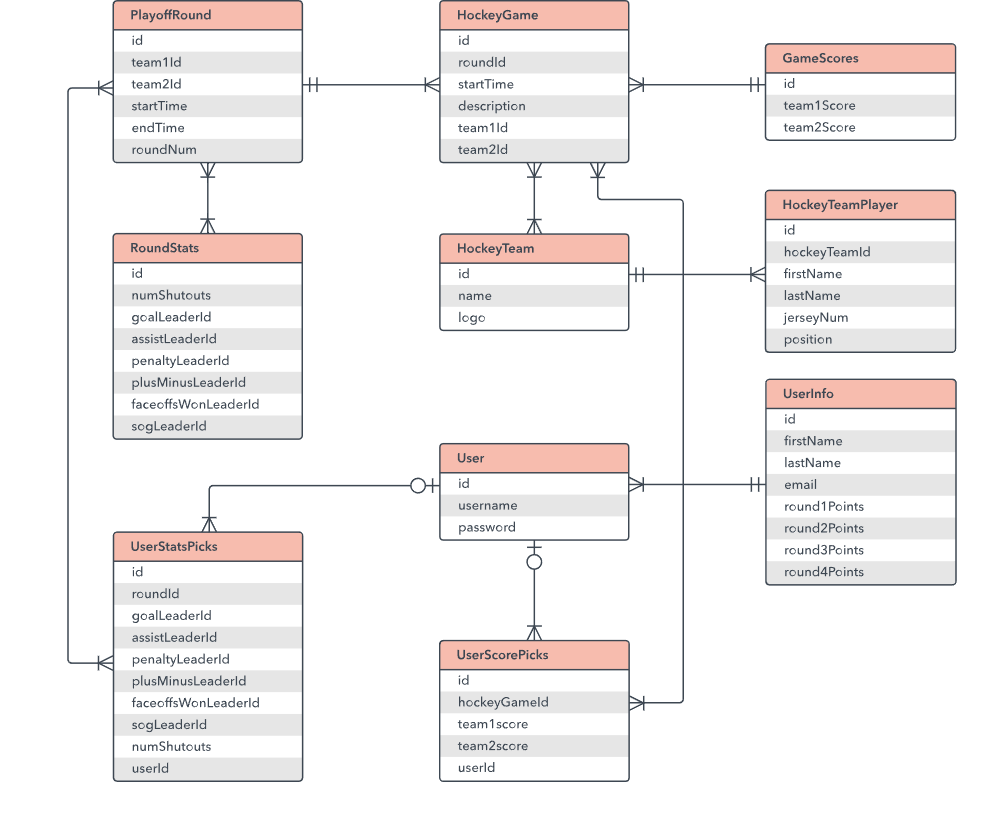 PlayoffRound
id
team1Id
team2Id
startTime
endTime
roundNum
HockeyGame
id
roundId
startTime
description
team1Id
team2Id
GameScores
id
team1Score
team2Score
RoundStats
id
numShutouts
goalLeaderId
assistLeaderId
penaltyLeaderId
plusMinusLeaderId
faceoffsWonLeaderId
sogLeaderId
HockeyTeam
id
name
logo
HockeyTeamPlayer
id
hockeyTeamId
firstName
lastName
jerseyNum
position
User
id
username
password
UserInfo
id
firstName
lastName
email
round1Points
round2Points
round3Points
round4Points
UserStatsPicks
id
roundId
goalLeaderId
assistLeaderId
penaltyLeaderId
plusMinusLeaderId
faceoffsWonLeaderId
sogLeaderId
numShutouts
userId
UserScorePicks
id
hockeyGameId
team1score
team2score
userId